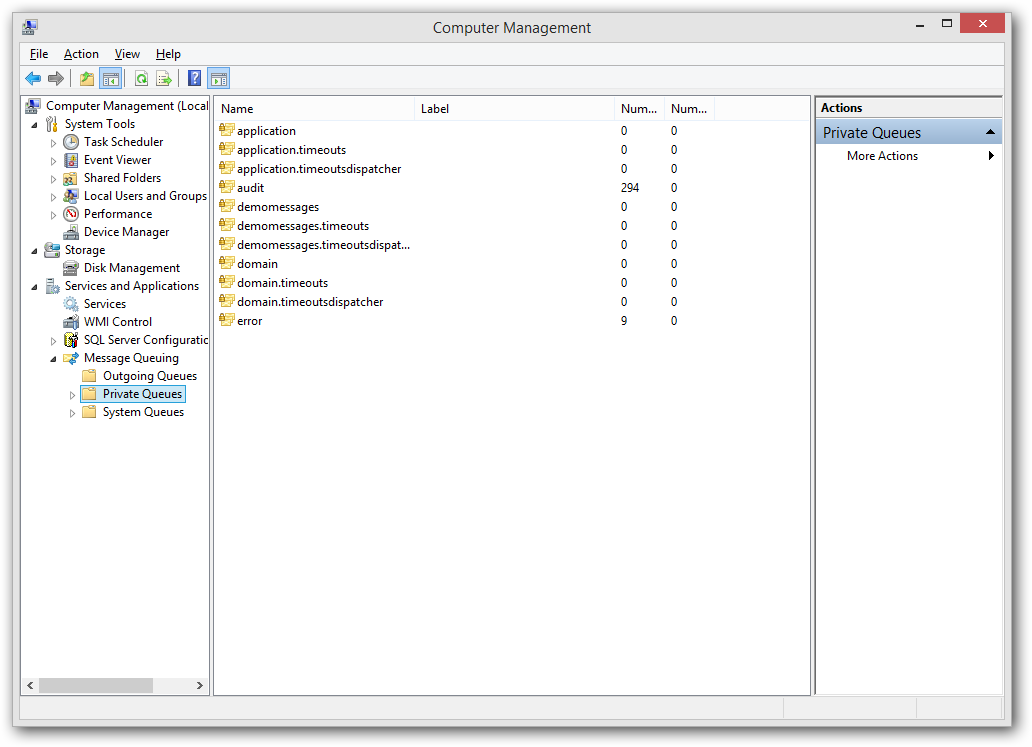 Computer Management
File Action View Help
Computer Management (Local
System Tools
Task Scheduler
Event Viewer
Shared Folders
Local Users and Groups
Performance
Device Manager
Storage
Disk Management
Services and Applications
Services
WMI Control
SQL Server Configuratic
Message Queuing
Outgoing Queues
Private Queues
System Queues
Name Label Num... Num...
application 0 0
application.timeouts 0 0
application.timeoutsdispatcher 0 0
audit 294 0
demomessages 0 0
demomessages.timeouts 0 0
demomessages.timeoutsdispat... 0 0
domain 0 0
domain.timeouts 0 0
domain.timeoutsdispatcher 0 0
error 9 0
Actions
Private Queues
More Actions